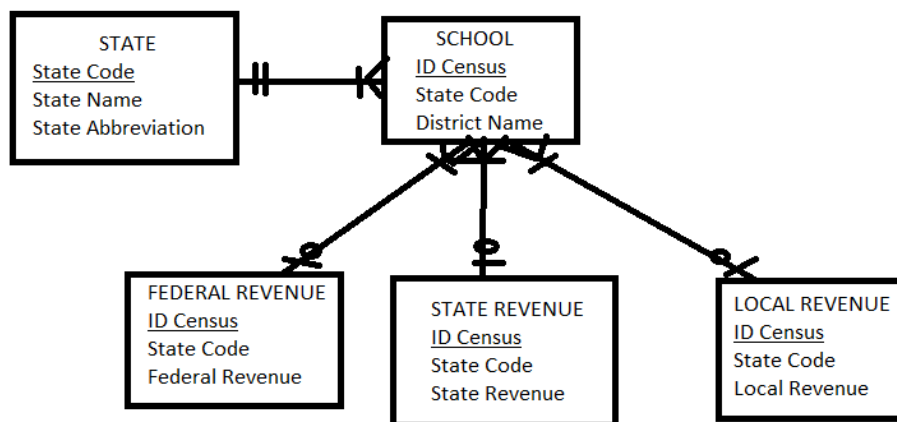 STATE
State Code
State Name
State Abbreviation
SCHOOL
ID Census
State Code
District Name
FEDERAL REVENUE
ID Census
State Code
Federal Revenue
STATE REVENUE
ID Census
State Code
State Revenue
LOCAL REVENUE
ID Census
State Code
Local Revenue